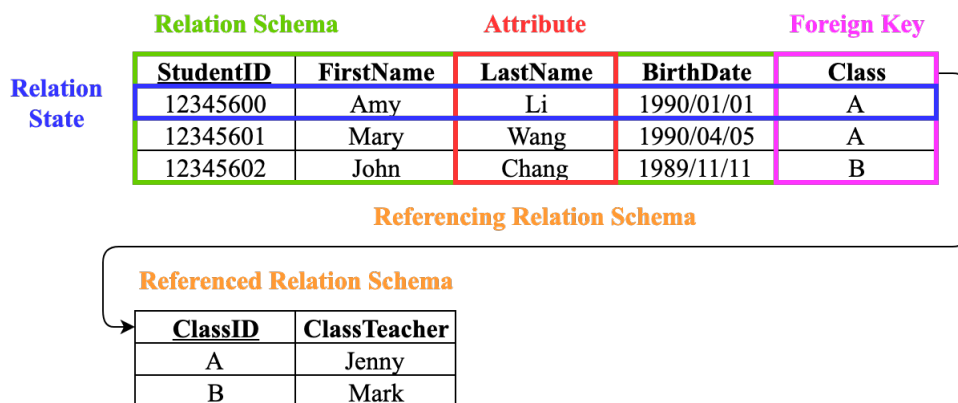 Relation Schema Attribute Foreign Key
StudentID FirstName LastName BirthDate Class
Relation
State
12345600 Amy Li 1990/01/01 A
12345601 Mary Wang 1990/04/05 A
12345602 John Chang 1989/11/11 B
Referencing Relation Schema
Referenced Relation Schema
ClassID ClassTeacher
A Jenny
B Mark